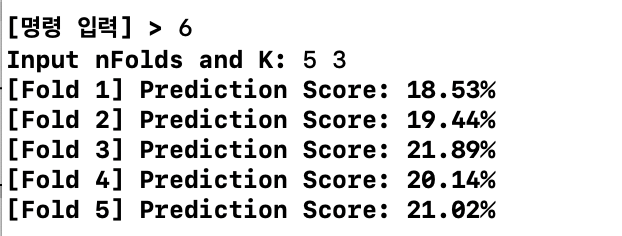 [명령 입력] > 6
Input nFolds and K: 5 3
[Fold 1] Prediction Score: 18.53%
[Fold 2] Prediction Score: 19.44%
[Fold 3] Prediction Score: 21.89%
[Fold 4] Prediction Score: 20.14%
[Fold 5] Prediction Score: 21.02%